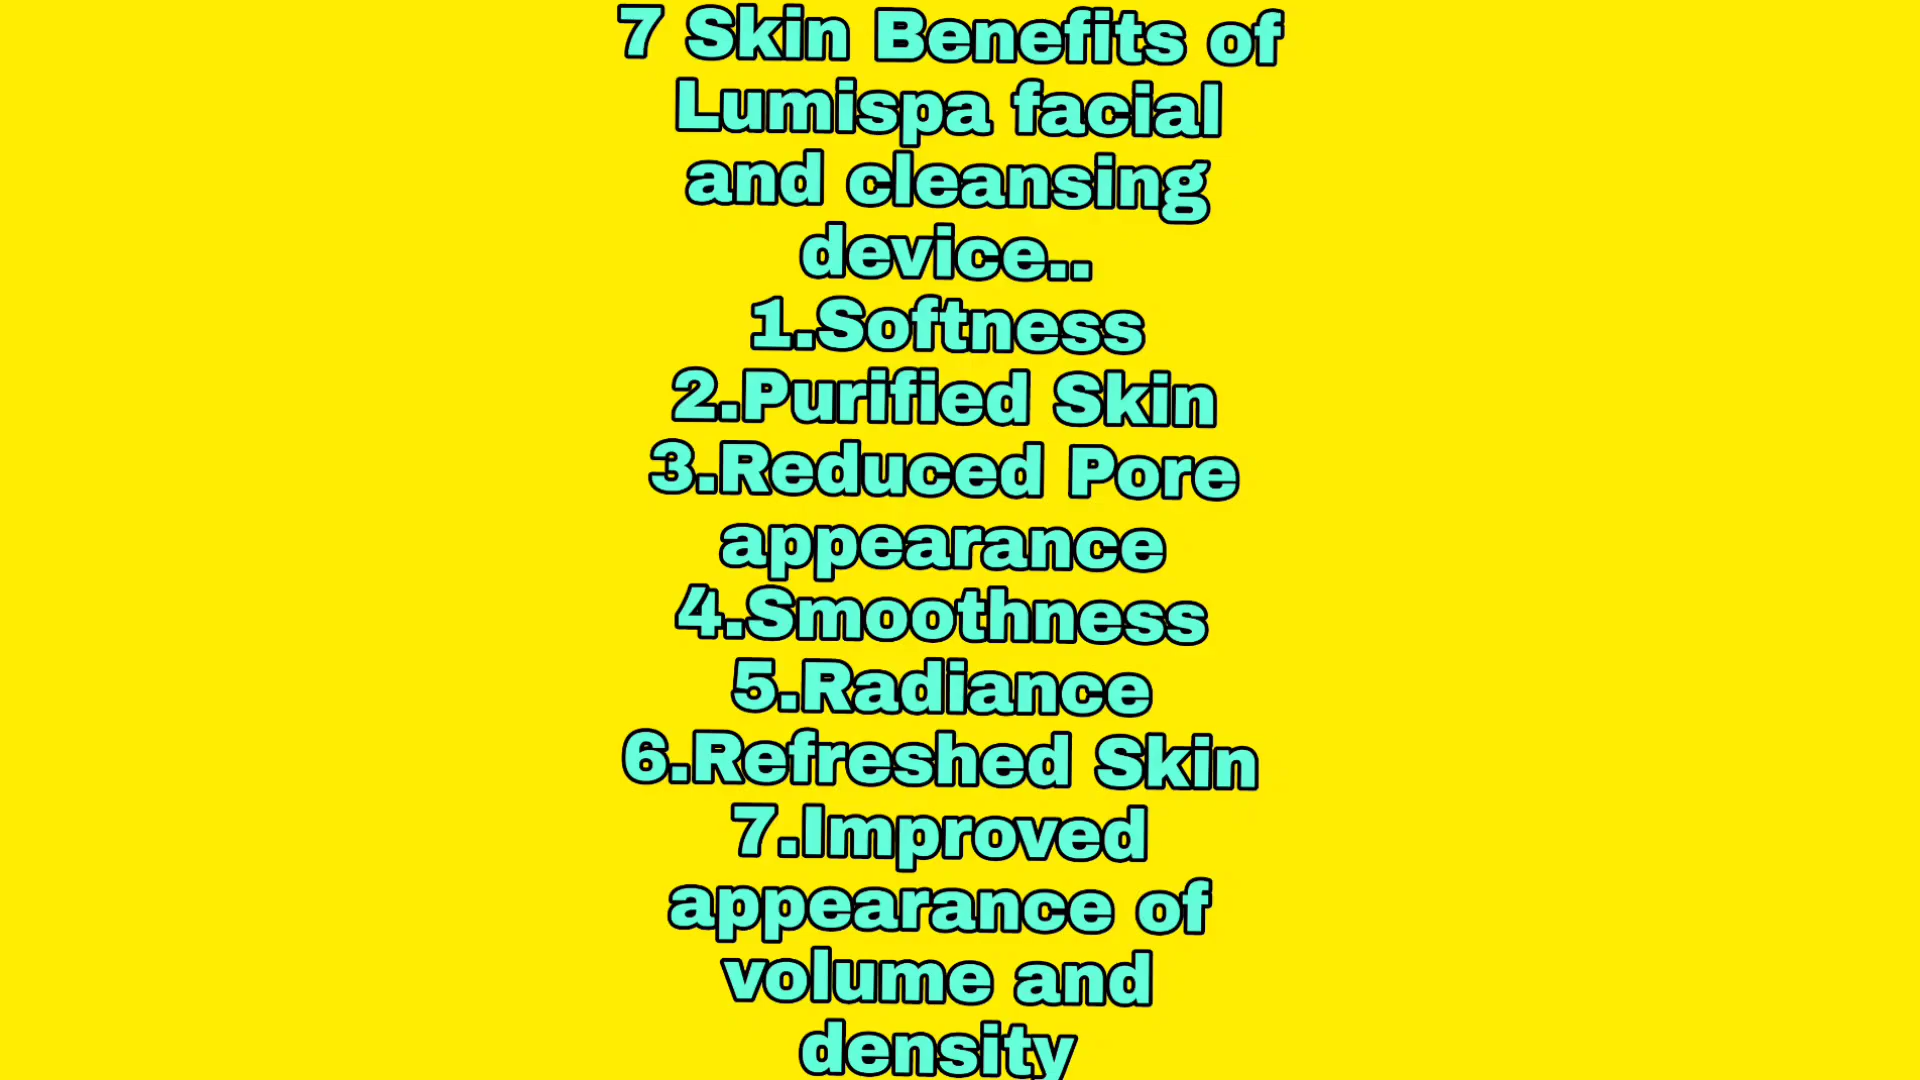 7 Skin Benefits of
Lumispa facial
and cleansing
device..
1.Softness
2.Purified Skin
3.Reduced Pore
appearance
4.Smoothness
5.Radiance
6.Refreshed Skin
7.Improved
appearance of
volume and
density